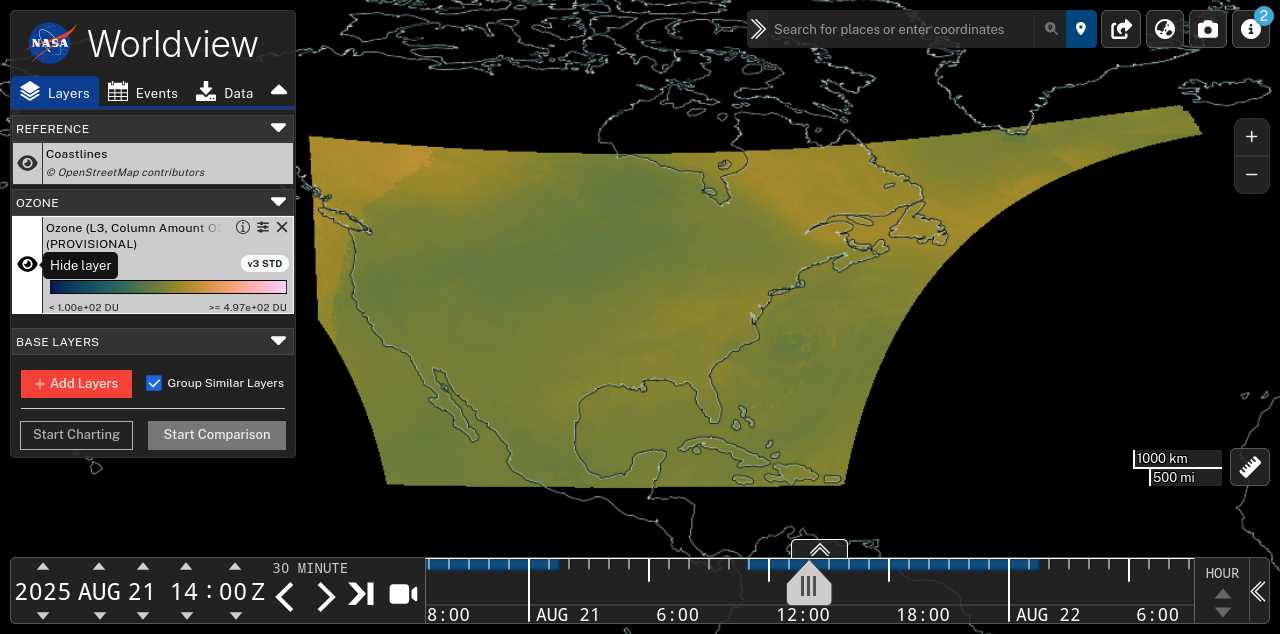 NASA Worldview
Search for places or enter coordinates
2
Layers Events Data
REFERENCE
Coastlines
© OpenStreetMap contributors
OZONE
Ozone (L3, Column Amount
(PROVISIONAL)
Hide layer
v3 STD
< 1.00e+02 DU >= 4.97e+02 DU
BASE LAYERS
+ Add Layers Group Similar Layers
Start Charting Start Comparison
+
−
1000 km
500 mi
2025 AUG 21 14 : 00 Z
30 MINUTE
8:00 AUG 21 6:00 12:00 18:00 AUG 22 6:00
HOUR